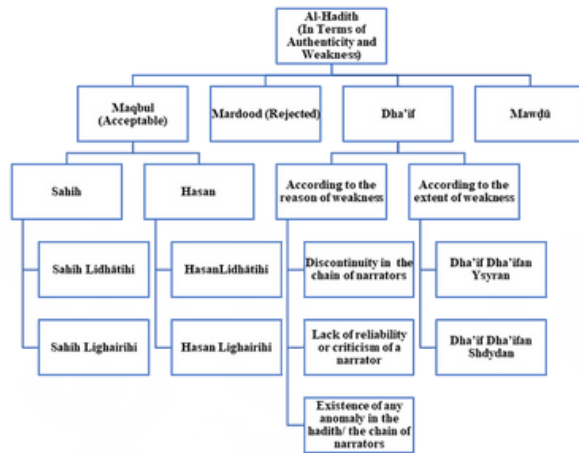 Al-Hadith
(In Terms of
Authenticity and
Weakness)
Maqbul
(Acceptable)
Mardood (Rejected)
Dha'if
Mawḍū
Sahih
Hasan
According to the
reason of weakness
According to the
extent of weakness
Sahih Lidhātihi
HasanLidhātihi
Discontinuity in the
chain of narrators
Dha'if Dha'ifan
Ysyran
Sahih Lighairihi
Hasan Lighairihi
Lack of reliability
or criticism of a
narrator
Dha'if Dha'ifan
Shdydan
Existence of any
anomaly in the
hadith/ the chain of
narrators